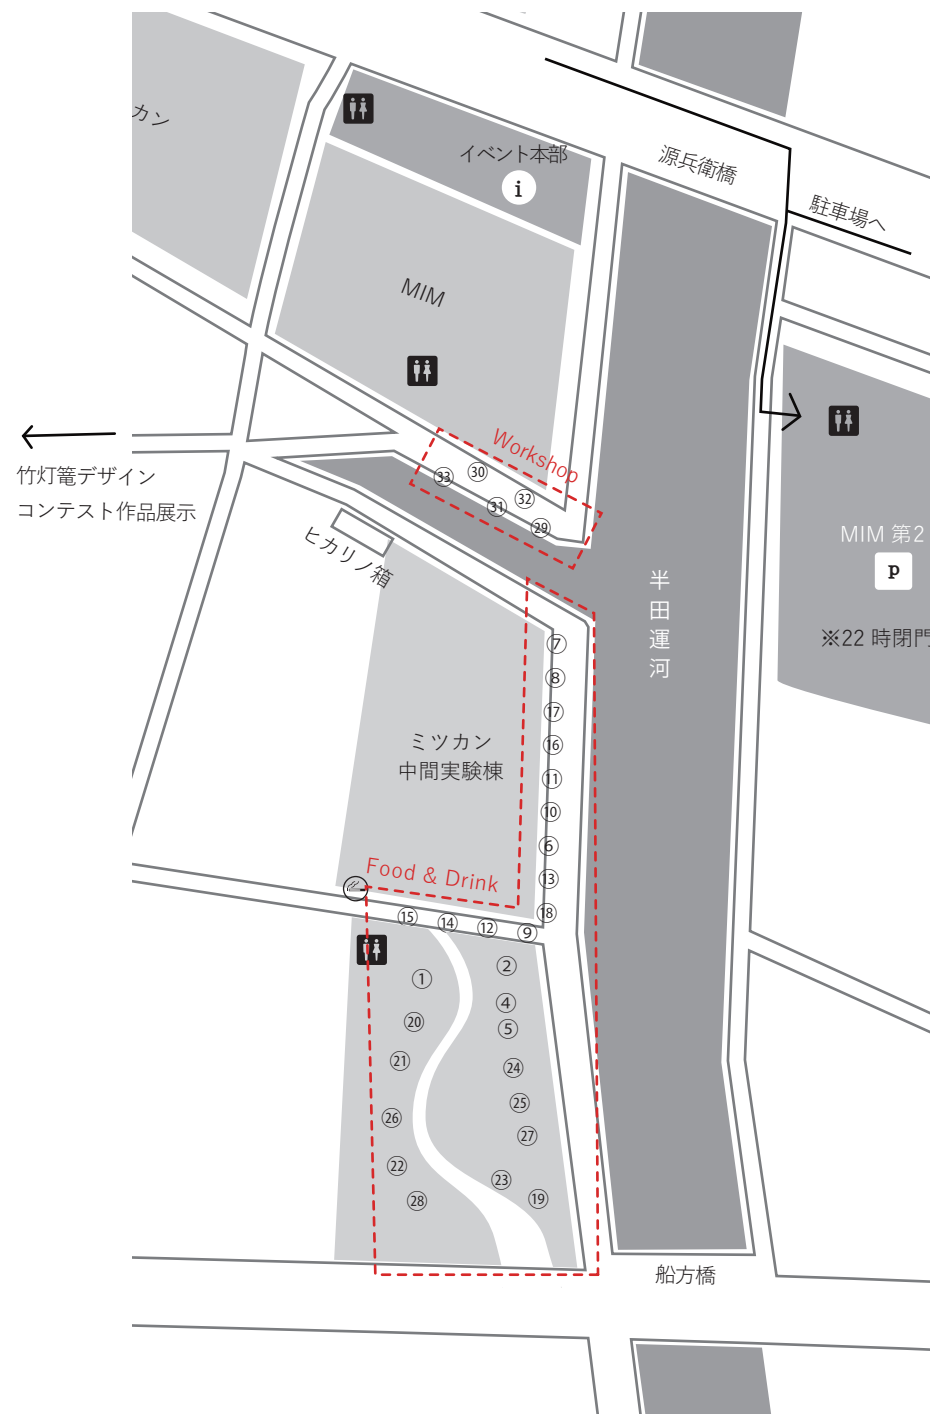 カン
イベント本部
i
源兵衛橋
駐車場へ
MIM
竹灯篭デザイン
コンテスト作品展示
Workshop
㉝
㉚
㉛
㉜
㉙
ヒカリノ箱
MIM 第2
P
※22 時閉門
半田運河
⑦
⑧
⑰
⑯
⑪
⑩
⑥
⑬
⑱
ミツカン
中間実験棟
Food & Drink
⑮
⑭
⑫
⑨
①
②
④
⑤
⑳
㉑
㉔
㉕
㉖
㉗
㉒
㉓
㉘
⑲
船方橋